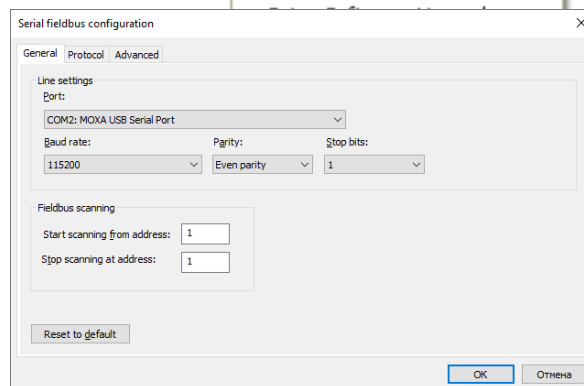 Serial fieldbus configuration
General Protocol Advanced
Line settings
Port:
COM2: MOXA USB Serial Port
Baud rate: Parity: Stop bits:
115200 Even parity 1
Fieldbus scanning
Start scanning from address: 1
Stop scanning at address: 1
Reset to default
OK Отмена